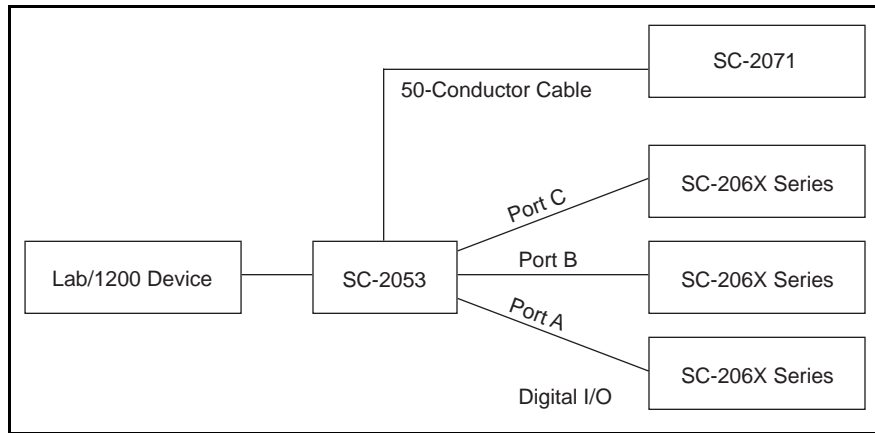 SC-2071
50-Conductor Cable
SC-206X Series
Port C
Lab/1200 Device
SC-2053
Port B
SC-206X Series
Port A
SC-206X Series
Digital I/O